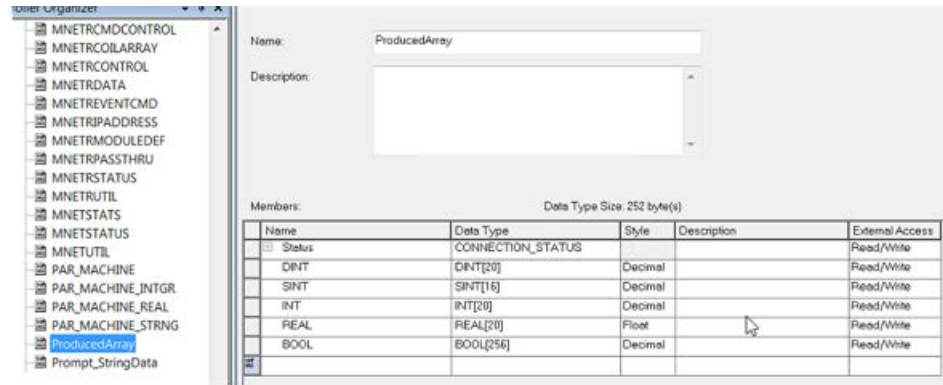 oller Organizer
MNETRCMDCONTROL
MNETRCOILARRAY
MNETRCONTROL
MNETRDATA
MNETREVENTCMD
MNETRIPADDRESS
MNETRMODULEDEF
MNETRPASSTHRU
MNETRSTATUS
MNETRUTIL
MNETSTATS
MNETSTATUS
MNETUTIL
PAR_MACHINE
PAR_MACHINE_INTGR
PAR_MACHINE_REAL
PAR_MACHINE_STRNG
ProducedArray
Prompt_StringData
Name: ProducedArray
Description:
Members: Data Type Size: 252 byte(s)
Name Data Type Style Description External Access
Status CONNECTION_STATUS Read/Write
DINT DINT[20] Decimal Read/Write
SINT SINT[16] Decimal Read/Write
INT INT[20] Decimal Read/Write
REAL REAL[20] Float Read/Write
BOOL BOOL[256] Decimal Read/Write